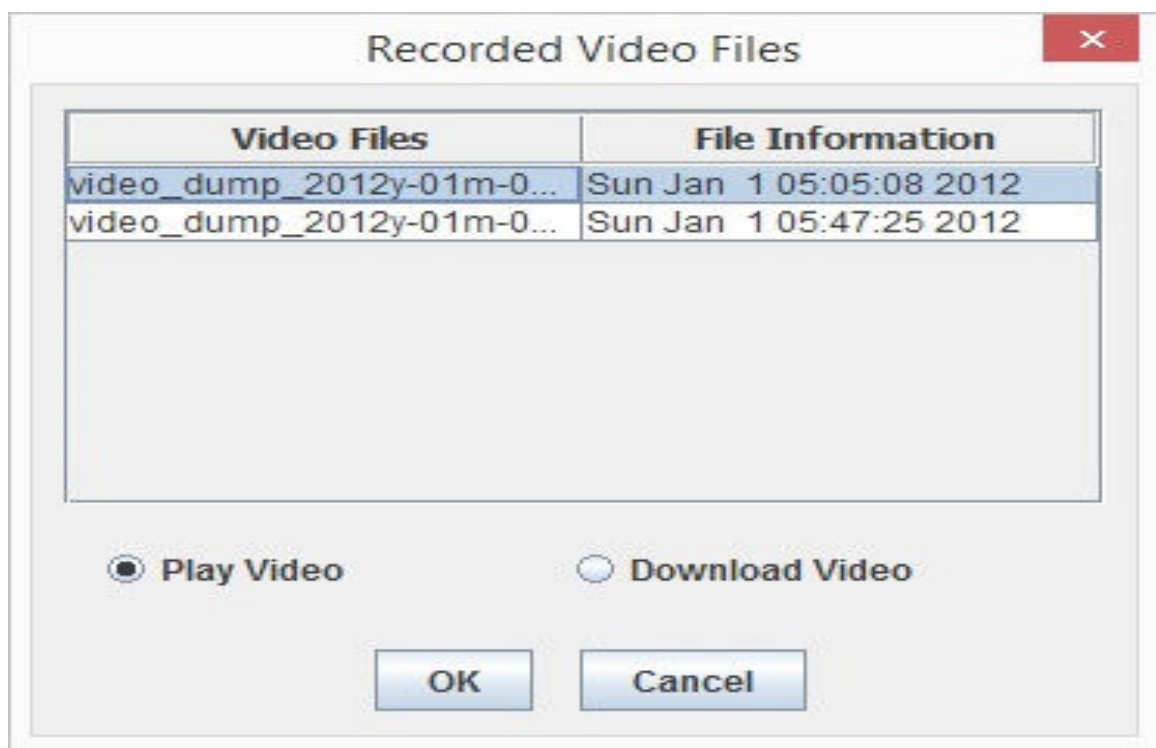 Recorded Video Files
Video Files File Information
video_dump_2012y-01m-0... Sun Jan 1 05:05:08 2012
video_dump_2012y-01m-0... Sun Jan 1 05:47:25 2012
Play Video Download Video
OK Cancel